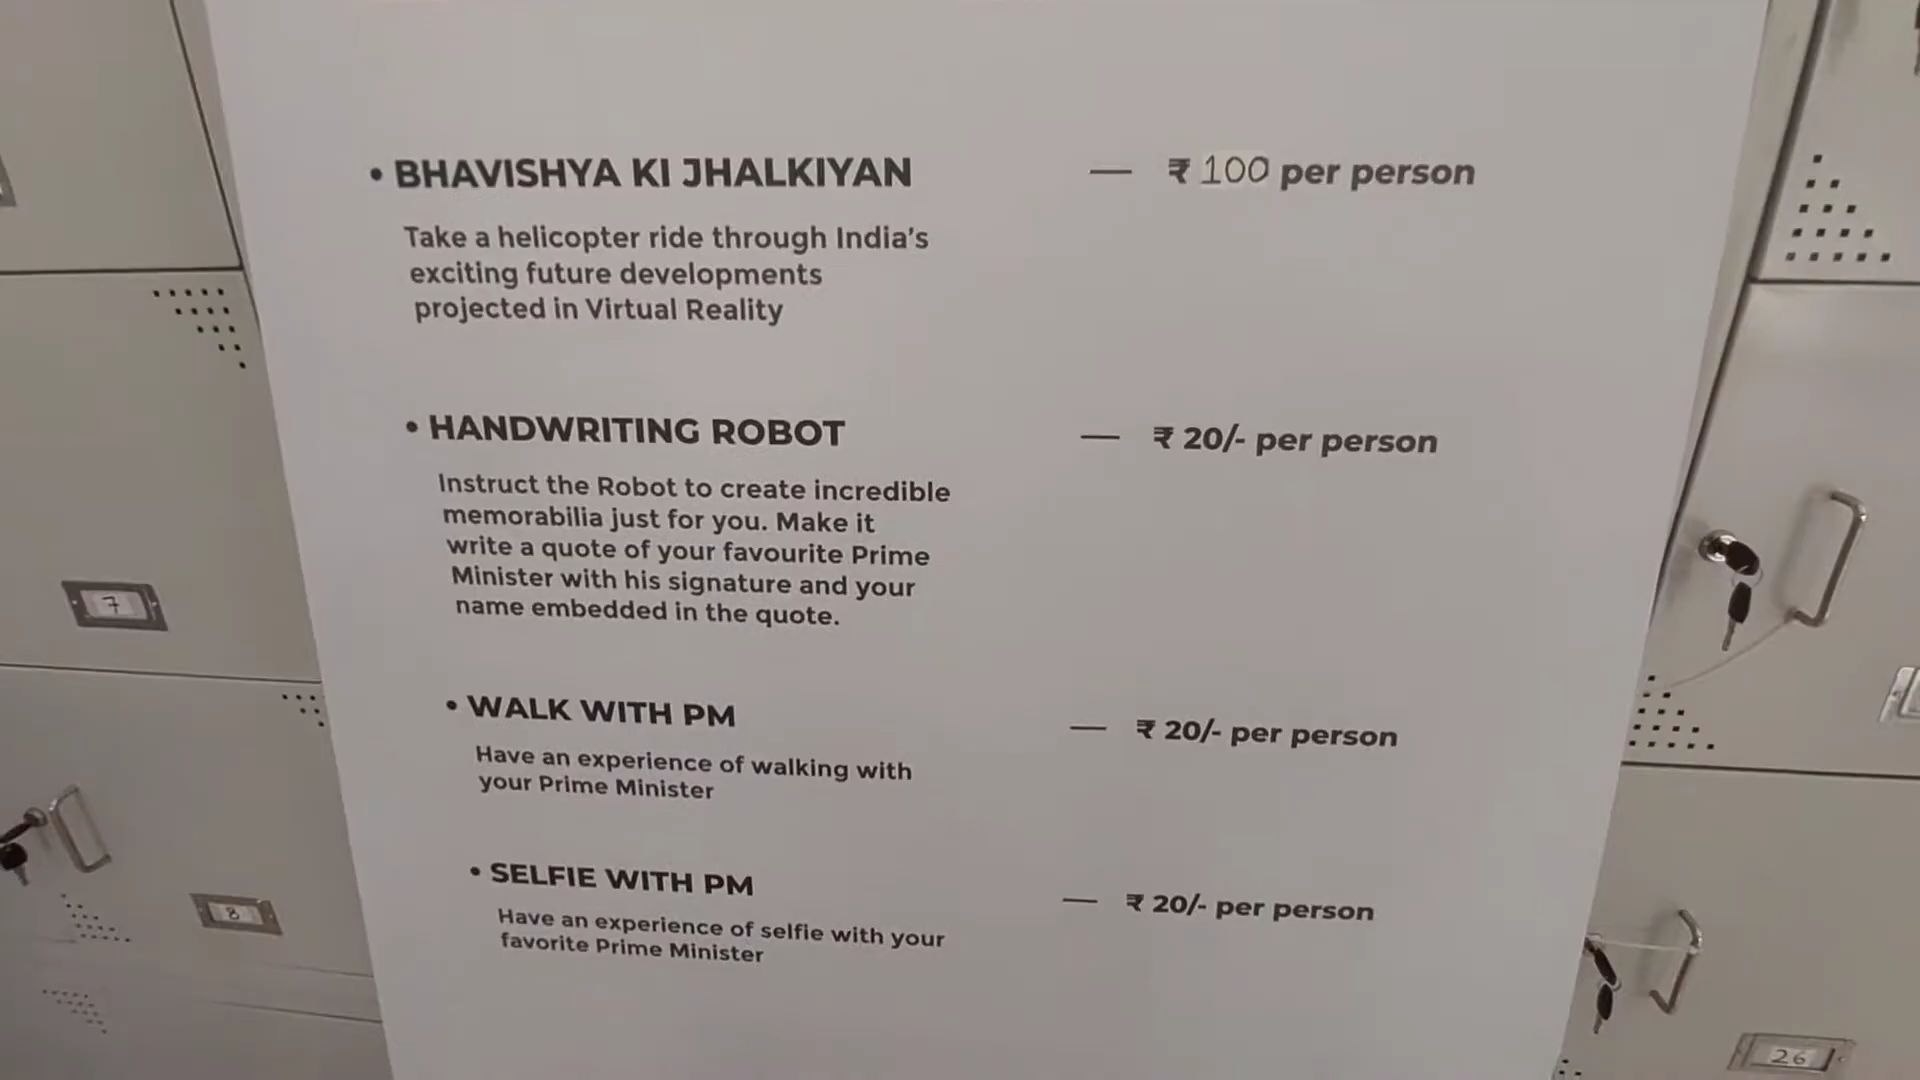 • BHAVISHYA KI JHALKIYAN — ₹ 100 per person
Take a helicopter ride through India's
exciting future developments
projected in Virtual Reality
• HANDWRITING ROBOT — ₹ 20/- per person
Instruct the Robot to create incredible
memorabilia just for you. Make it
write a quote of your favourite Prime
Minister with his signature and your
name embedded in the quote.
• WALK WITH PM — ₹ 20/- per person
Have an experience of walking with
your Prime Minister
• SELFIE WITH PM — ₹ 20/- per person
Have an experience of selfie with your
favorite Prime Minister
7
8
26